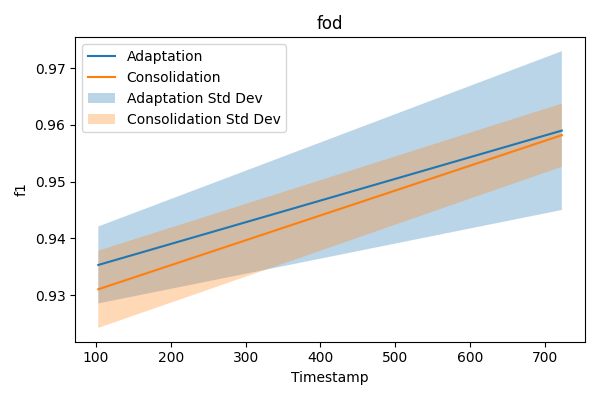 fod
Adaptation
Consolidation
Adaptation Std Dev
Consolidation Std Dev
0.97
0.96
0.95
0.94
0.93
f1
100 200 300 400 500 600 700
Timestamp